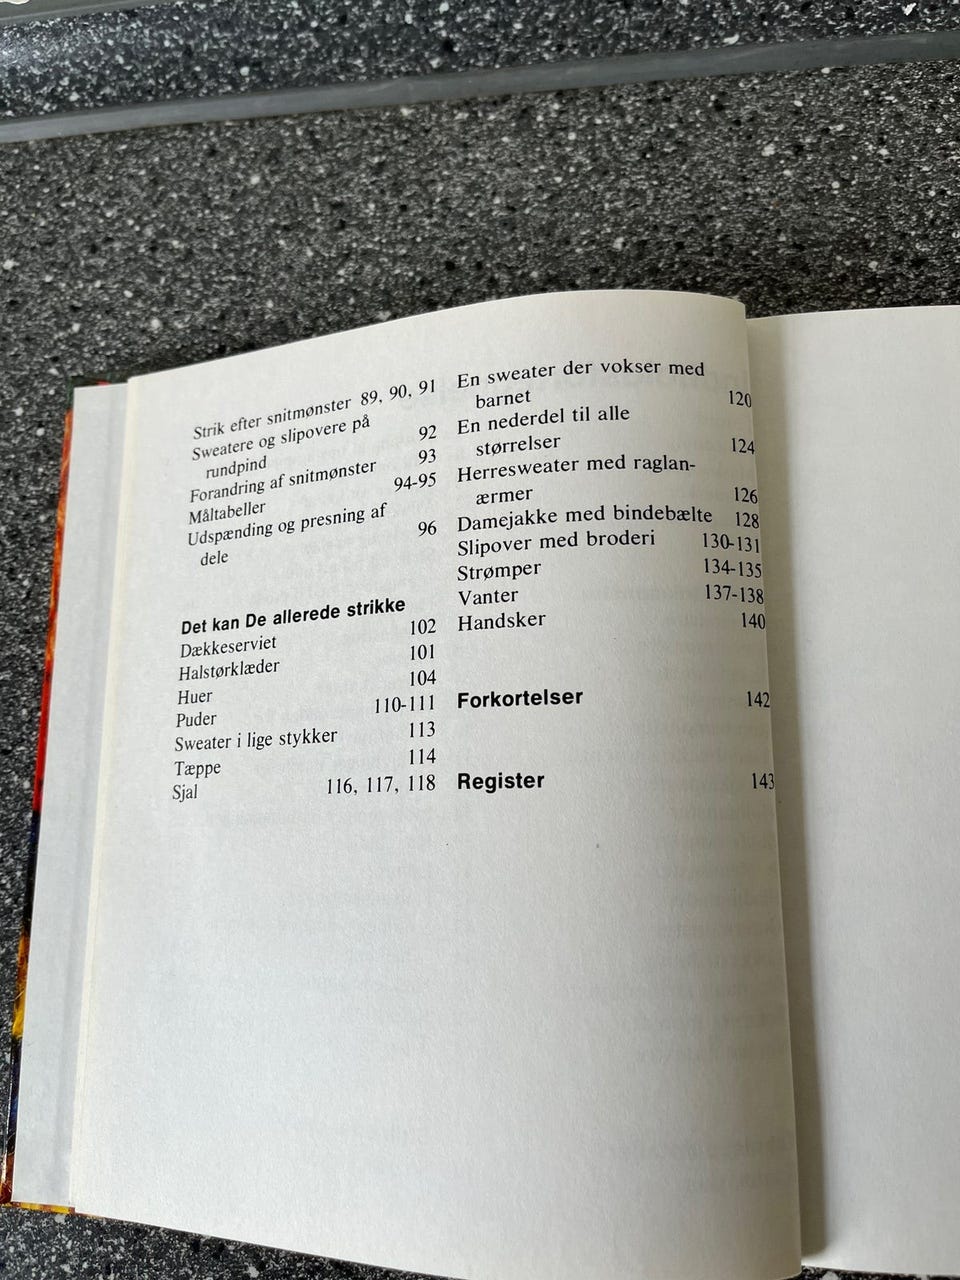 Strik efter snitmønster 89, 90, 91
Sweatere og slipovere på
rundpind 92
Forandring af snitmønster 93
Måltabeller 94-95
Udspænding og presning af
dele 96
Det kan De allerede strikke
Dækkeserviet 102
Halstørklæder 101
Huer 104
Puder 110-111
Sweater i lige stykker 113
Tæppe 114
Sjal 116, 117, 118
En sweater der vokser med
barnet 120
En nederdel til alle
størrelser 124
Herresweater med raglan-
ærmer 126
Damejakke med bindebælte 128
Slipover med broderi 130-131
Strømper 134-135
Vanter 137-138
Handsker 140
Forkortelser 142
Register 143